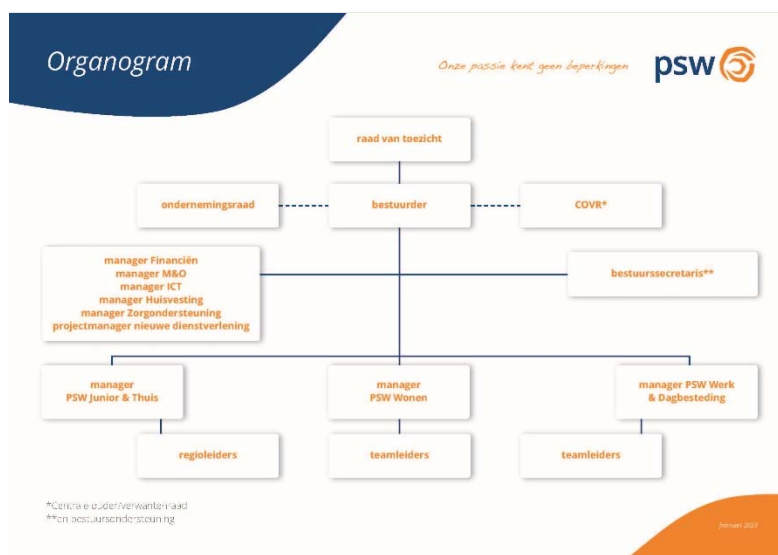 Organogram
Onze passie kent geen beperkingen
psw
raad van toezicht
ondernemingsraad
bestuurder
COVR*
manager Financiën
manager M&O
manager ICT
manager Huisvesting
manager Zorgondersteuning
projectmanager nieuwe dienstverlening
bestuurssecretaris**
manager
PSW Junior & Thuis
manager
PSW Wonen
manager PSW Werk
& Dagbesteding
regioleiders
teamleiders
teamleiders
*Centrale ouder/verwantenraad
**en bestuursondersteuning
februari 2023